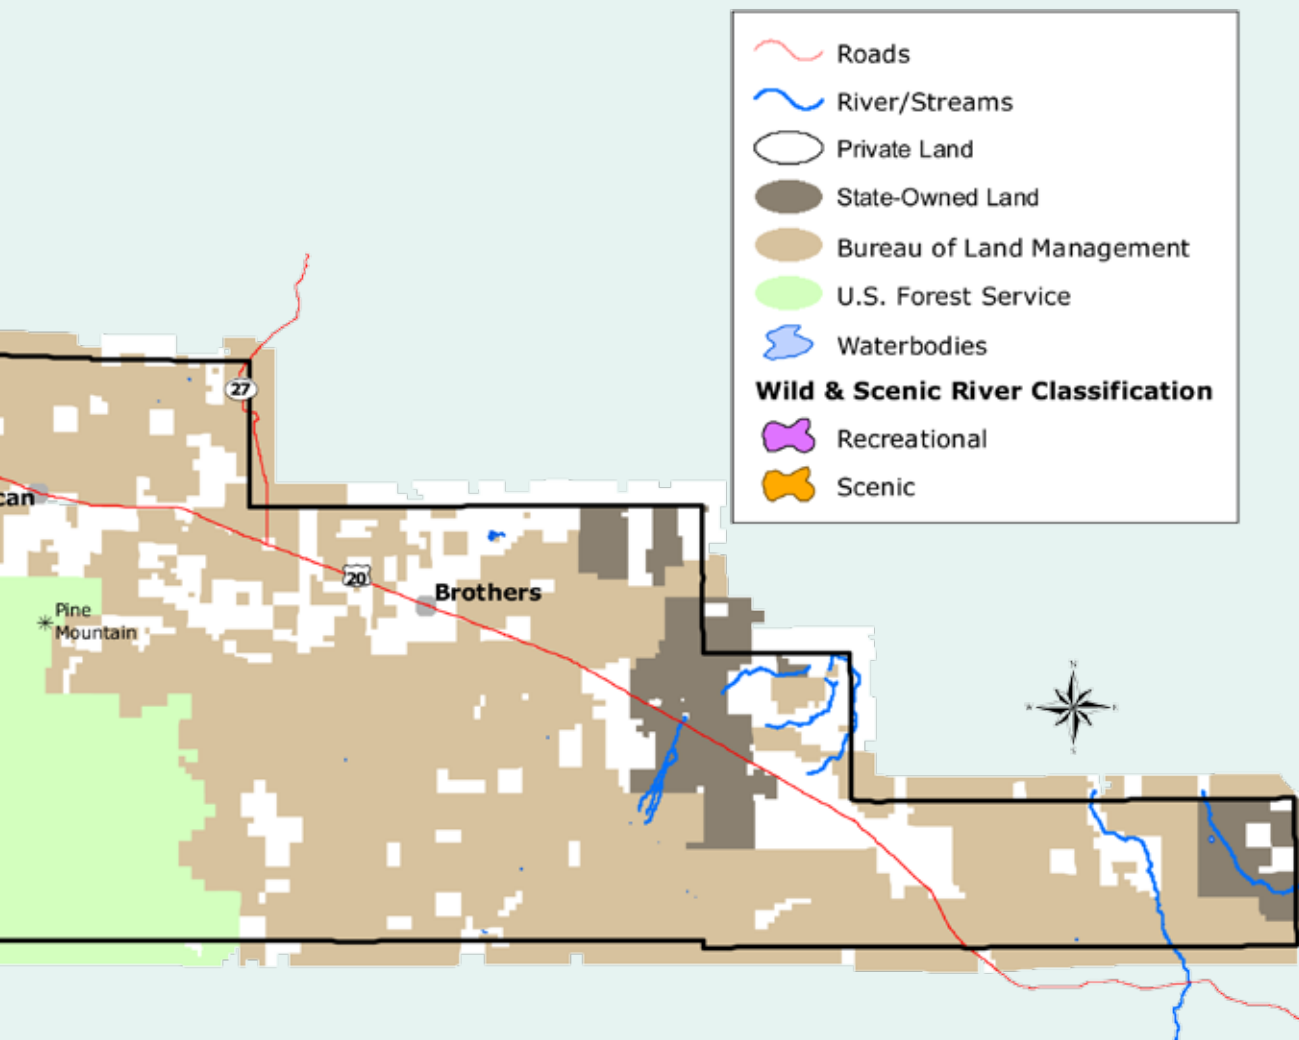 Roads
River/Streams
Private Land
State-Owned Land
Bureau of Land Management
U.S. Forest Service
Waterbodies
Wild & Scenic River Classification
Recreational
Scenic
27
can
20
Brothers
Pine
Mountain
N
W
E
S